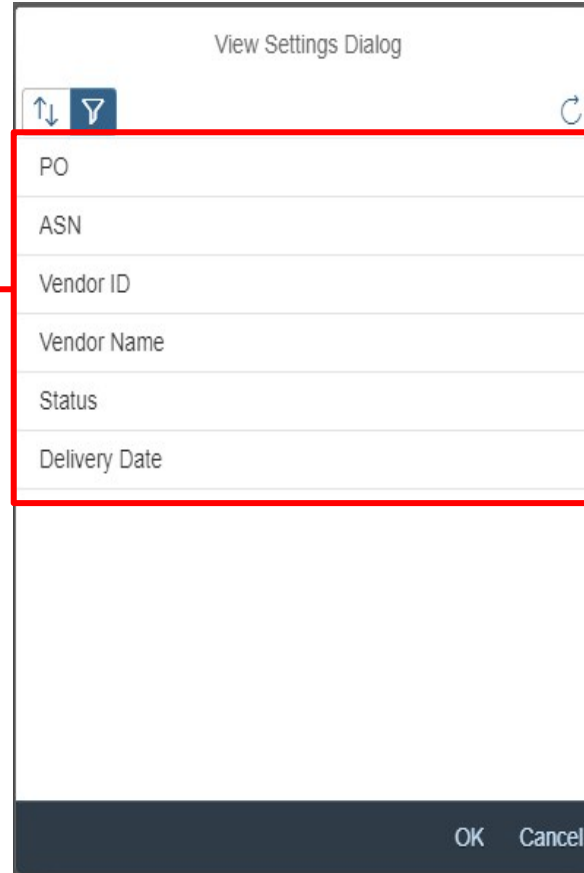 View Settings Dialog
PO
ASN
Vendor ID
Vendor Name
Status
Delivery Date
OK Cancel